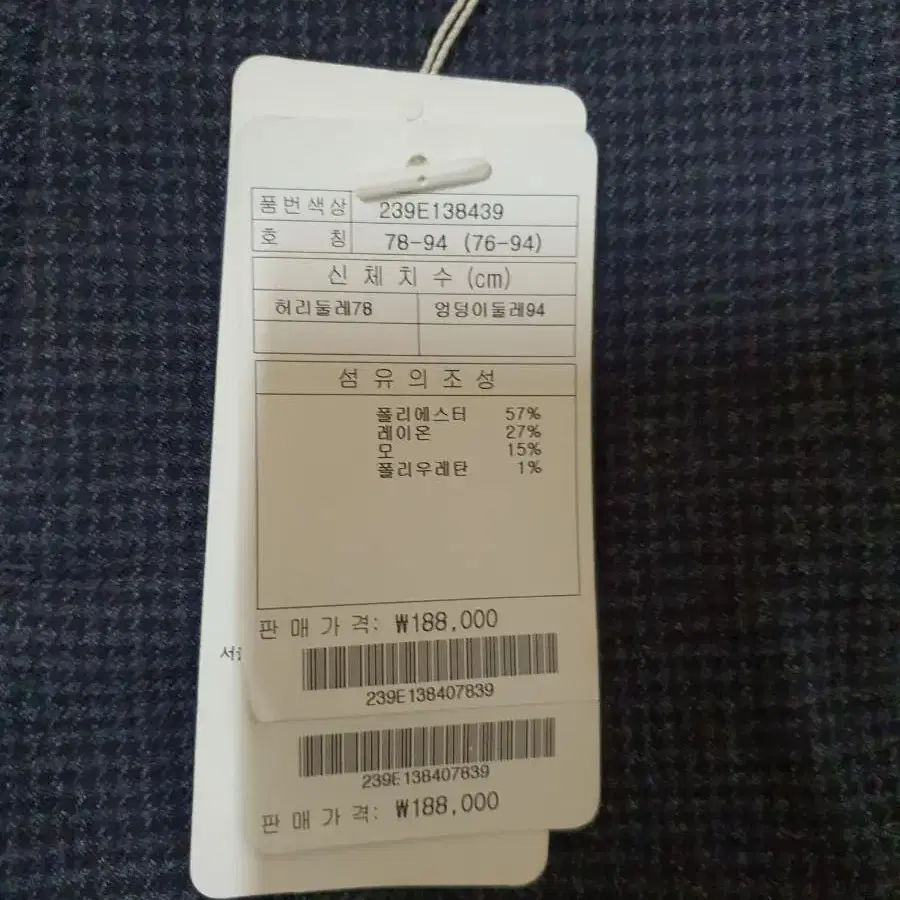 품번색상 239E138439
호 칭 78-94 (76-94)
신 체 치 수 (cm)
허리둘레78 엉덩이둘레94
섬 유 의 조 성
폴리에스터 57%
레이온 27%
모 15%
폴리우레탄 1%
판 매 가 격: ₩188,000
239E138407839
239E138407839
판 매 가 격: ₩188,000